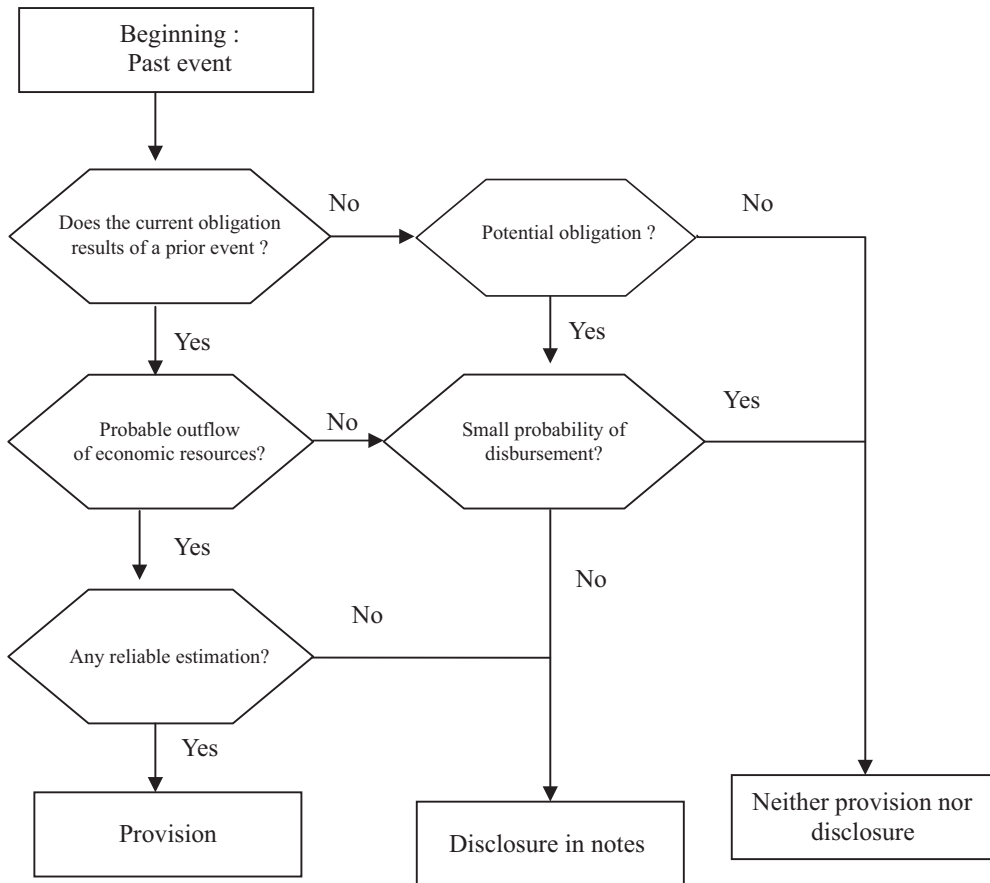 Beginning :
Past event
Does the current obligation
results of a prior event ?
No
Potential obligation ?
No
Yes
Yes
Probable outflow
of economic resources?
No
Small probability of
disbursement?
Yes
Yes
No
Any reliable estimation?
No
Yes
Provision
Disclosure in notes
Neither provision nor
disclosure